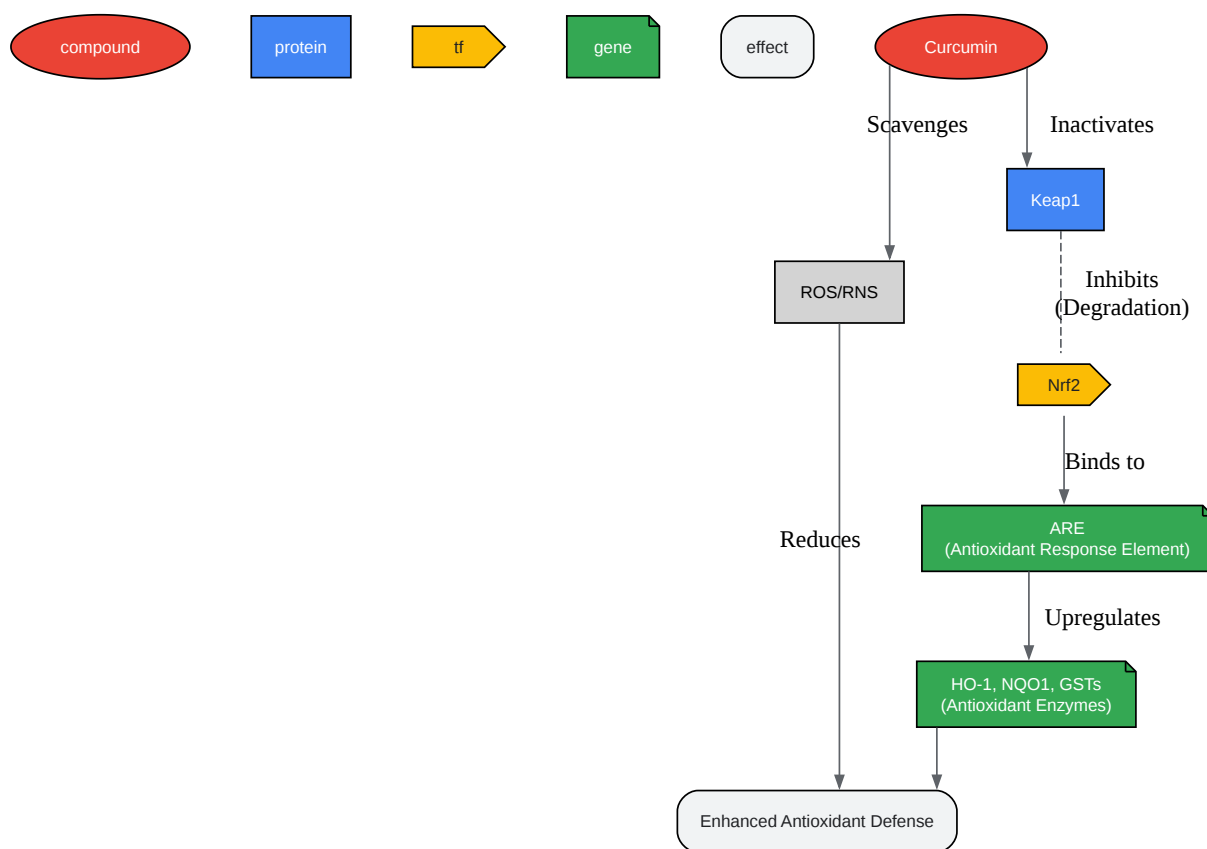 compound
protein
tf
gene
effect
Curcumin
Scavenges
Inactivates
Keap1
ROS/RNS
Inhibits
(Degradation)
Nrf2
Binds to
ARE
(Antioxidant Response Element)
Reduces
Upregulates
HO-1, NQO1, GSTs
(Antioxidant Enzymes)
Enhanced Antioxidant Defense